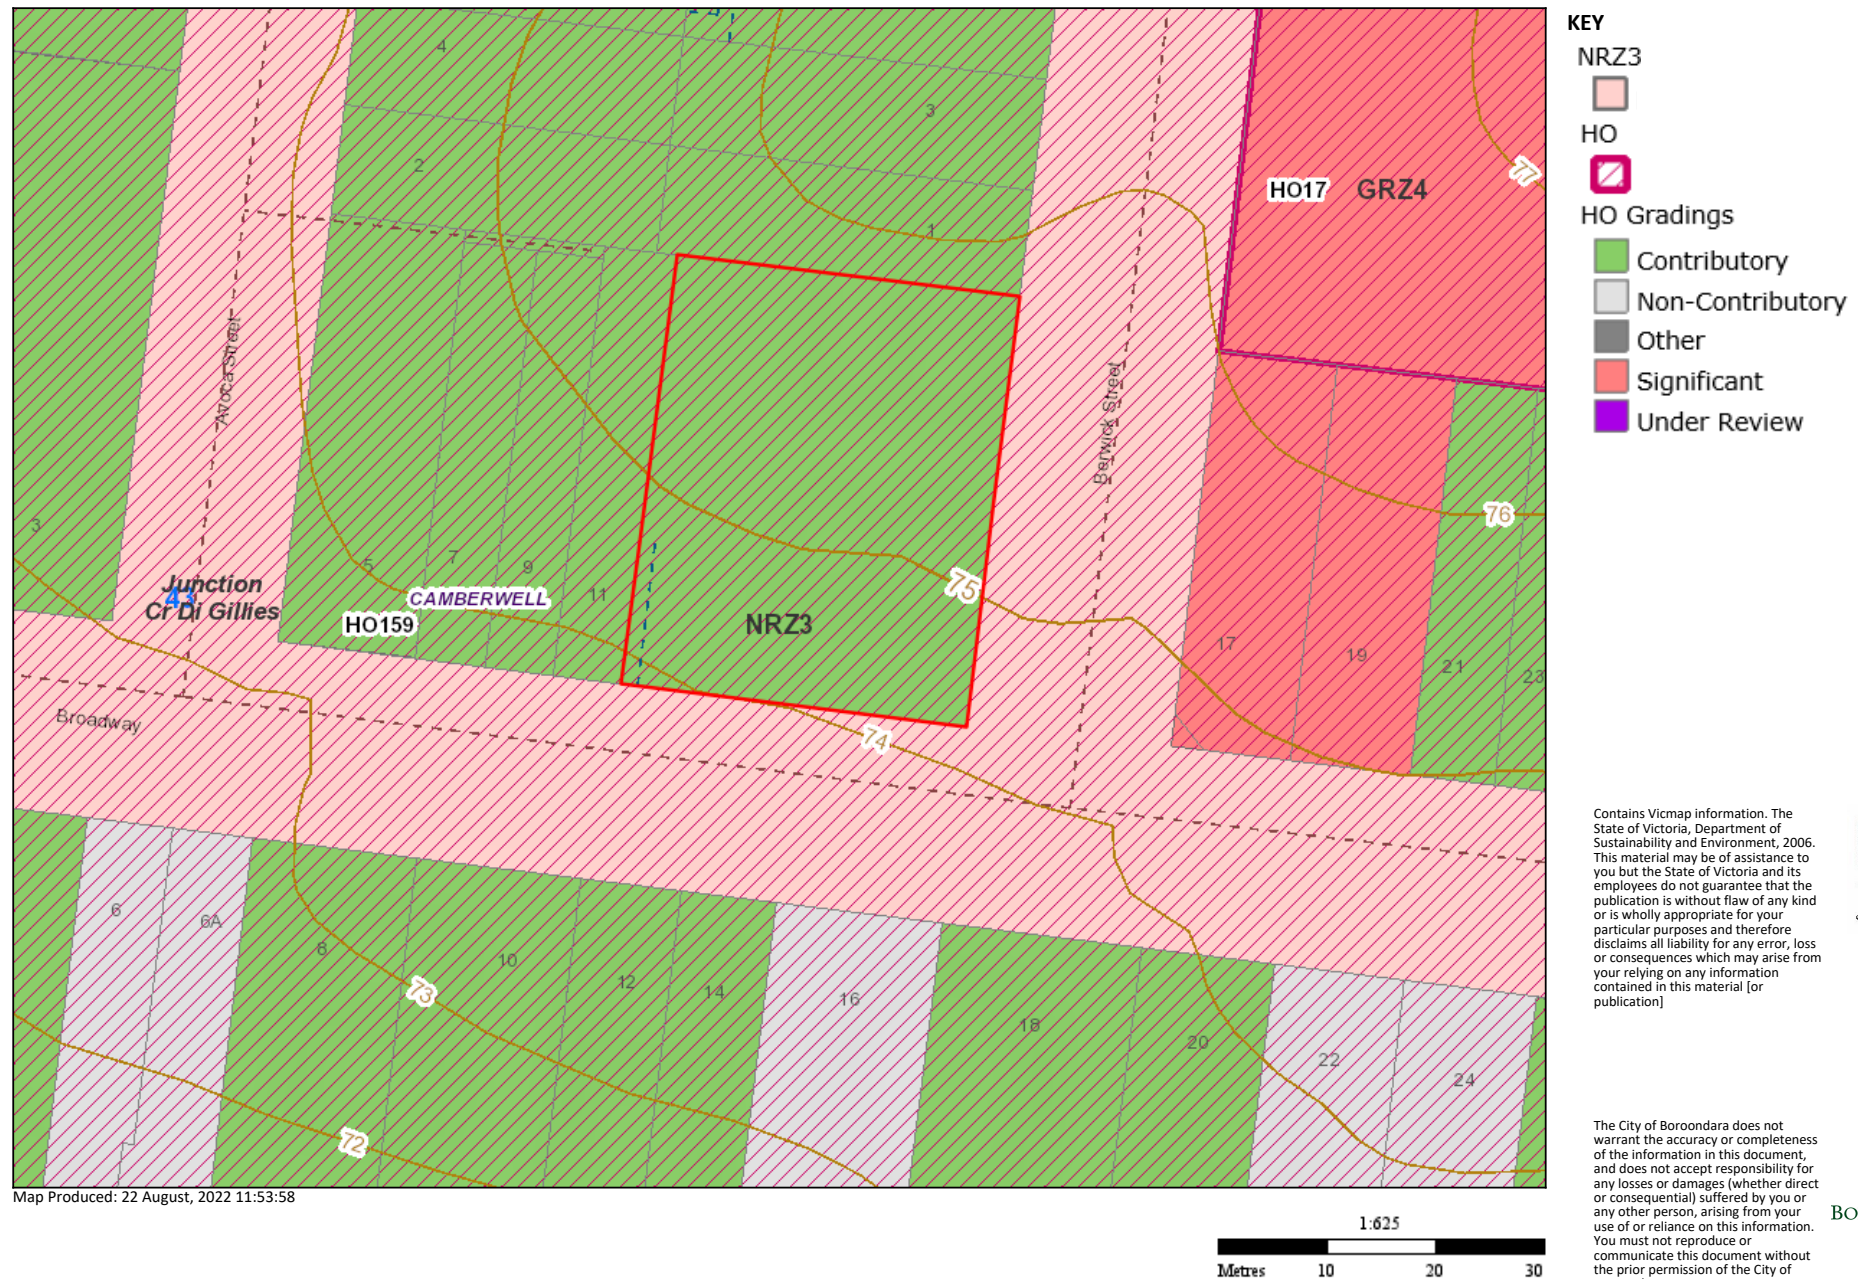 KEY
NRZ3
HO
HO Gradings
Contributory
Non-Contributory
Other
Significant
Under Review
4
3
2
1
HO17
GRZ4
77
Avoca Street
Berwick Street
3
76
5
7
9
11
75
Junction
43
Cr Di Gillies
CAMBERWELL
HO159
NRZ3
17
19
21
23
Broadway
74
6
6A
8
10
12
14
16
18
20
22
24
73
72
Map Produced: 22 August, 2022 11:53:58
1:625
Metres 10 20 30
Contains Vicmap information. The
State of Victoria, Department of
Sustainability and Environment, 2006.
This material may be of assistance to
you but the State of Victoria and its
employees do not guarantee that the
publication is without flaw of any kind
or is wholly appropriate for your
particular purposes and therefore
disclaims all liability for any error, loss
or consequences which may arise from
your relying on any information
contained in this material [or
publication]
The City of Boroondara does not
warrant the accuracy or completeness
of the information in this document,
and does not accept responsibility for
any losses or damages (whether direct
or consequential) suffered by you or
any other person, arising from your
use of or reliance on this information.
You must not reproduce or
communicate this document without
the prior permission of the City of
BO